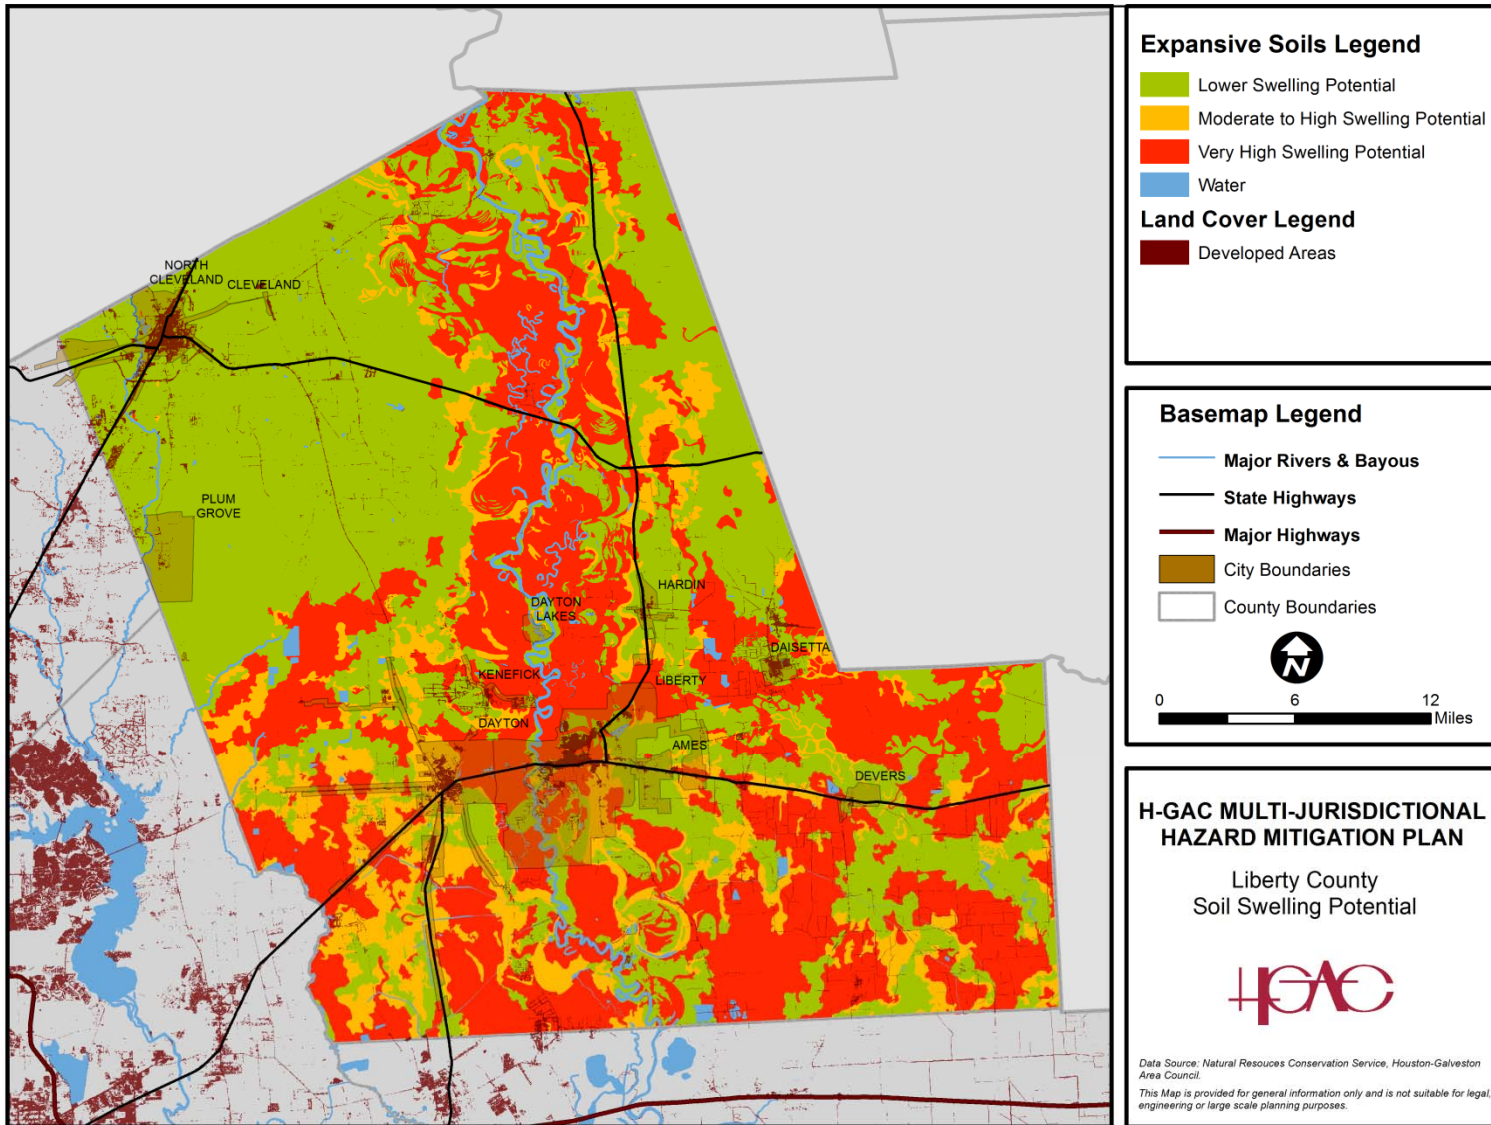 NORTH
CLEVELAND
CLEVELAND
PLUM
GROVE
HARDIN
DAYTON
LAKES
DAISETTA
KENEFICK
LIBERTY
DAYTON
AMES
DEVERS
Expansive Soils Legend
Lower Swelling Potential
Moderate to High Swelling Potential
Very High Swelling Potential
Water
Land Cover Legend
Developed Areas
Basemap Legend
Major Rivers & Bayous
State Highways
Major Highways
City Boundaries
County Boundaries
N
0 6 12
Miles
H-GAC MULTI-JURISDICTIONAL
HAZARD MITIGATION PLAN
Liberty County
Soil Swelling Potential
HGAC
Data Source: Natural Resouces Conservation Service, Houston-Galveston
Area Council.
This Map is provided for general information only and is not suitable for legal,
engineering or large scale planning purposes.